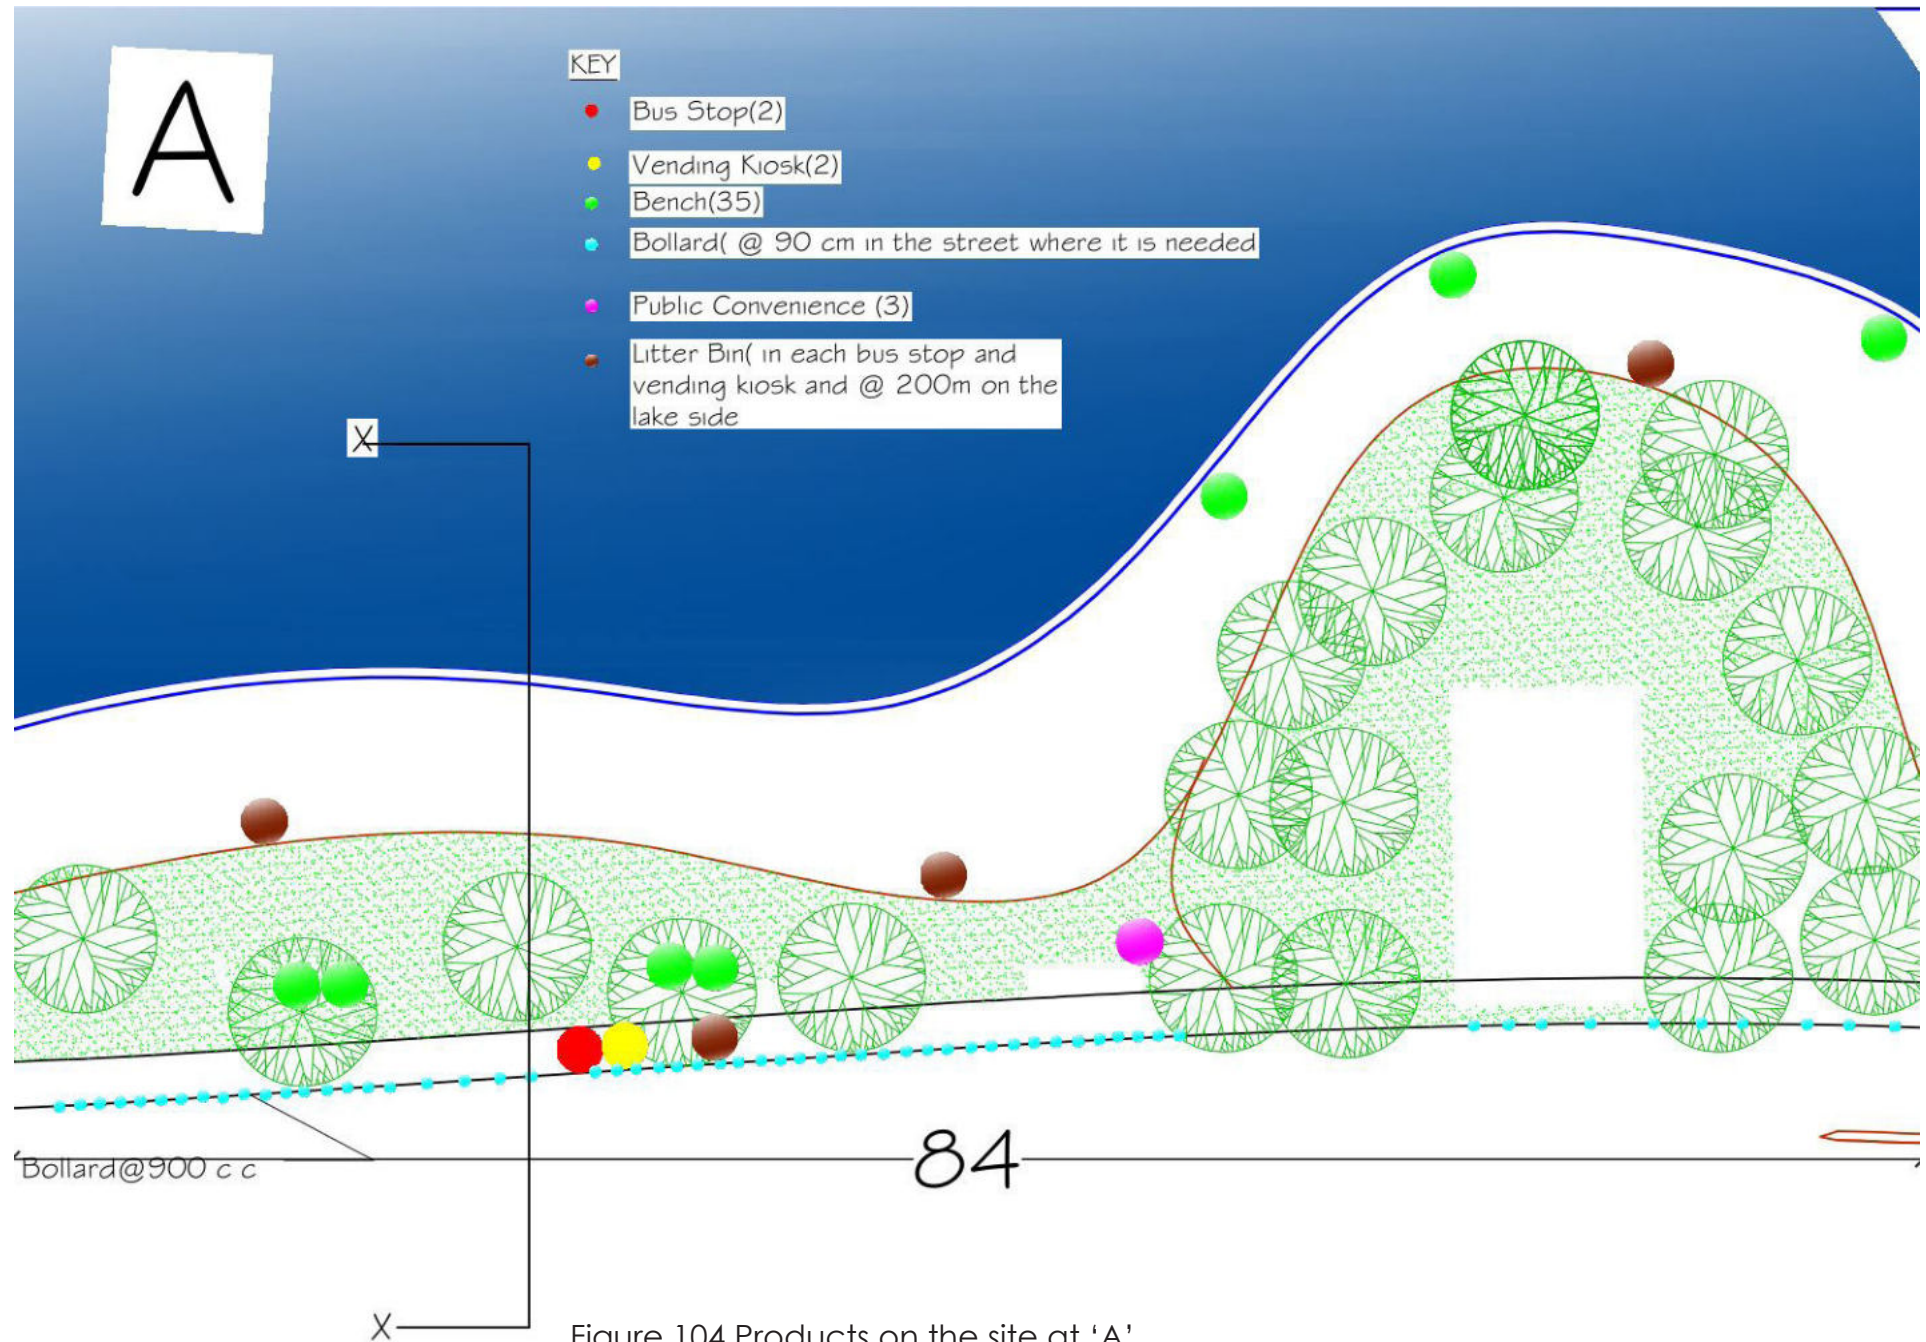 A
KEY
Bus Stop(2)
Vending Kiosk(2)
Bench(35)
Bollard( @ 90 cm in the street where it is needed
Public Convenience (3)
Litter Bin( in each bus stop and
vending kiosk and @ 200m on the
lake side
X
84
Bollard@900 c c
X
Figure 104 Products on the site at ‘A’